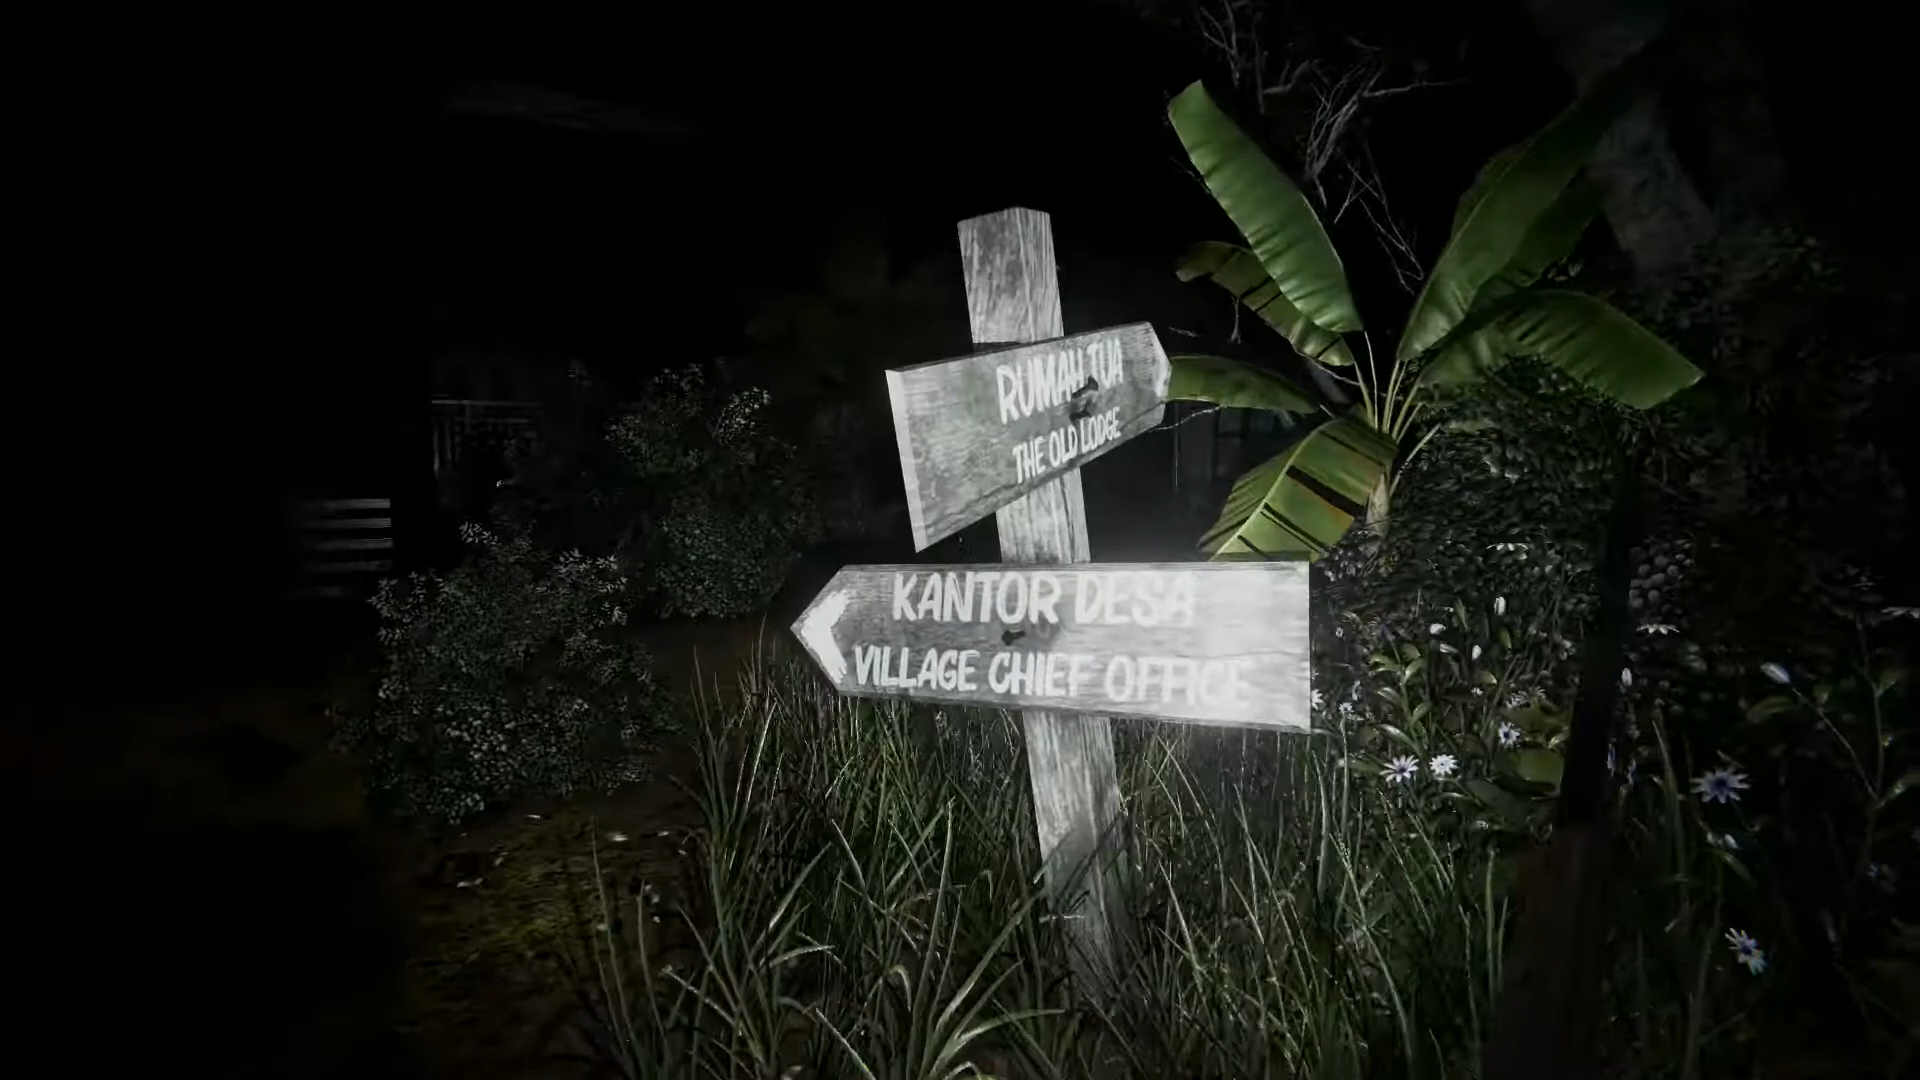 RUMAH TUA
THE OLD LODGE
KANTOR DESA
VILLAGE CHIEF OFFICE